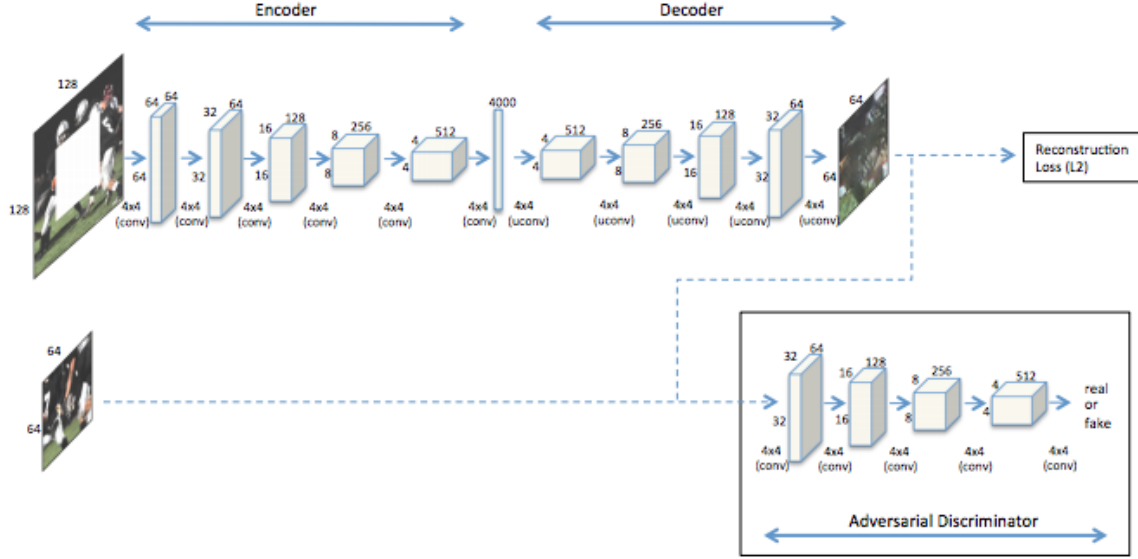 Encoder
Decoder
128
128
64
64
64
32
64
32
16
128
16
8
256
8
4
512
4
4000
4
512
4
8
256
8
16
128
16
32
64
32
64
64
4x4
(conv)
4x4
(conv)
4x4
(conv)
4x4
(conv)
4x4
(conv)
4x4
(conv)
4x4
(uconv)
4x4
(uconv)
4x4
(uconv)
4x4
(uconv)
4x4
(uconv)
Reconstruction
Loss (L2)
64
64
32
64
32
16
128
16
8
256
8
4
512
4
real
or
fake
4x4
(conv)
4x4
(conv)
4x4
(conv)
4x4
(conv)
4x4
(conv)
Adversarial Discriminator